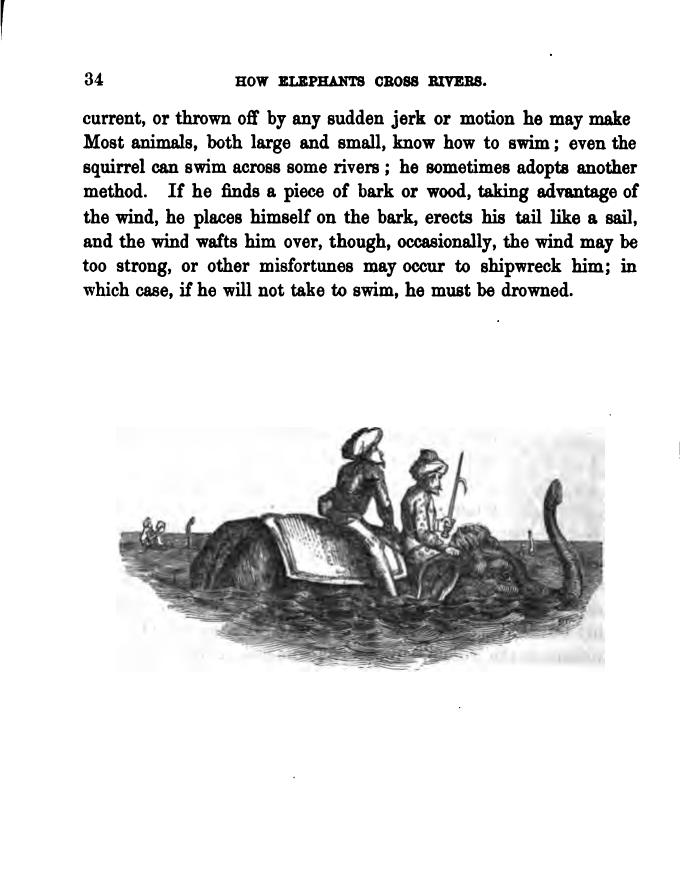 34 HOW ELEPHANTS CROSS RIVERS.
current, or thrown off by any sudden jerk or motion he may make
Most animals, both large and small, know how to swim; even the
squirrel can swim across some rivers; he sometimes adopts another
method. If he finds a piece of bark or wood, taking advantage of
the wind, he places himself on the bark, erects his tail like a sail,
and the wind wafts him over, though, occasionally, the wind may be
too strong, or other misfortunes may occur to shipwreck him; in
which case, if he will not take to swim, he must be drowned.